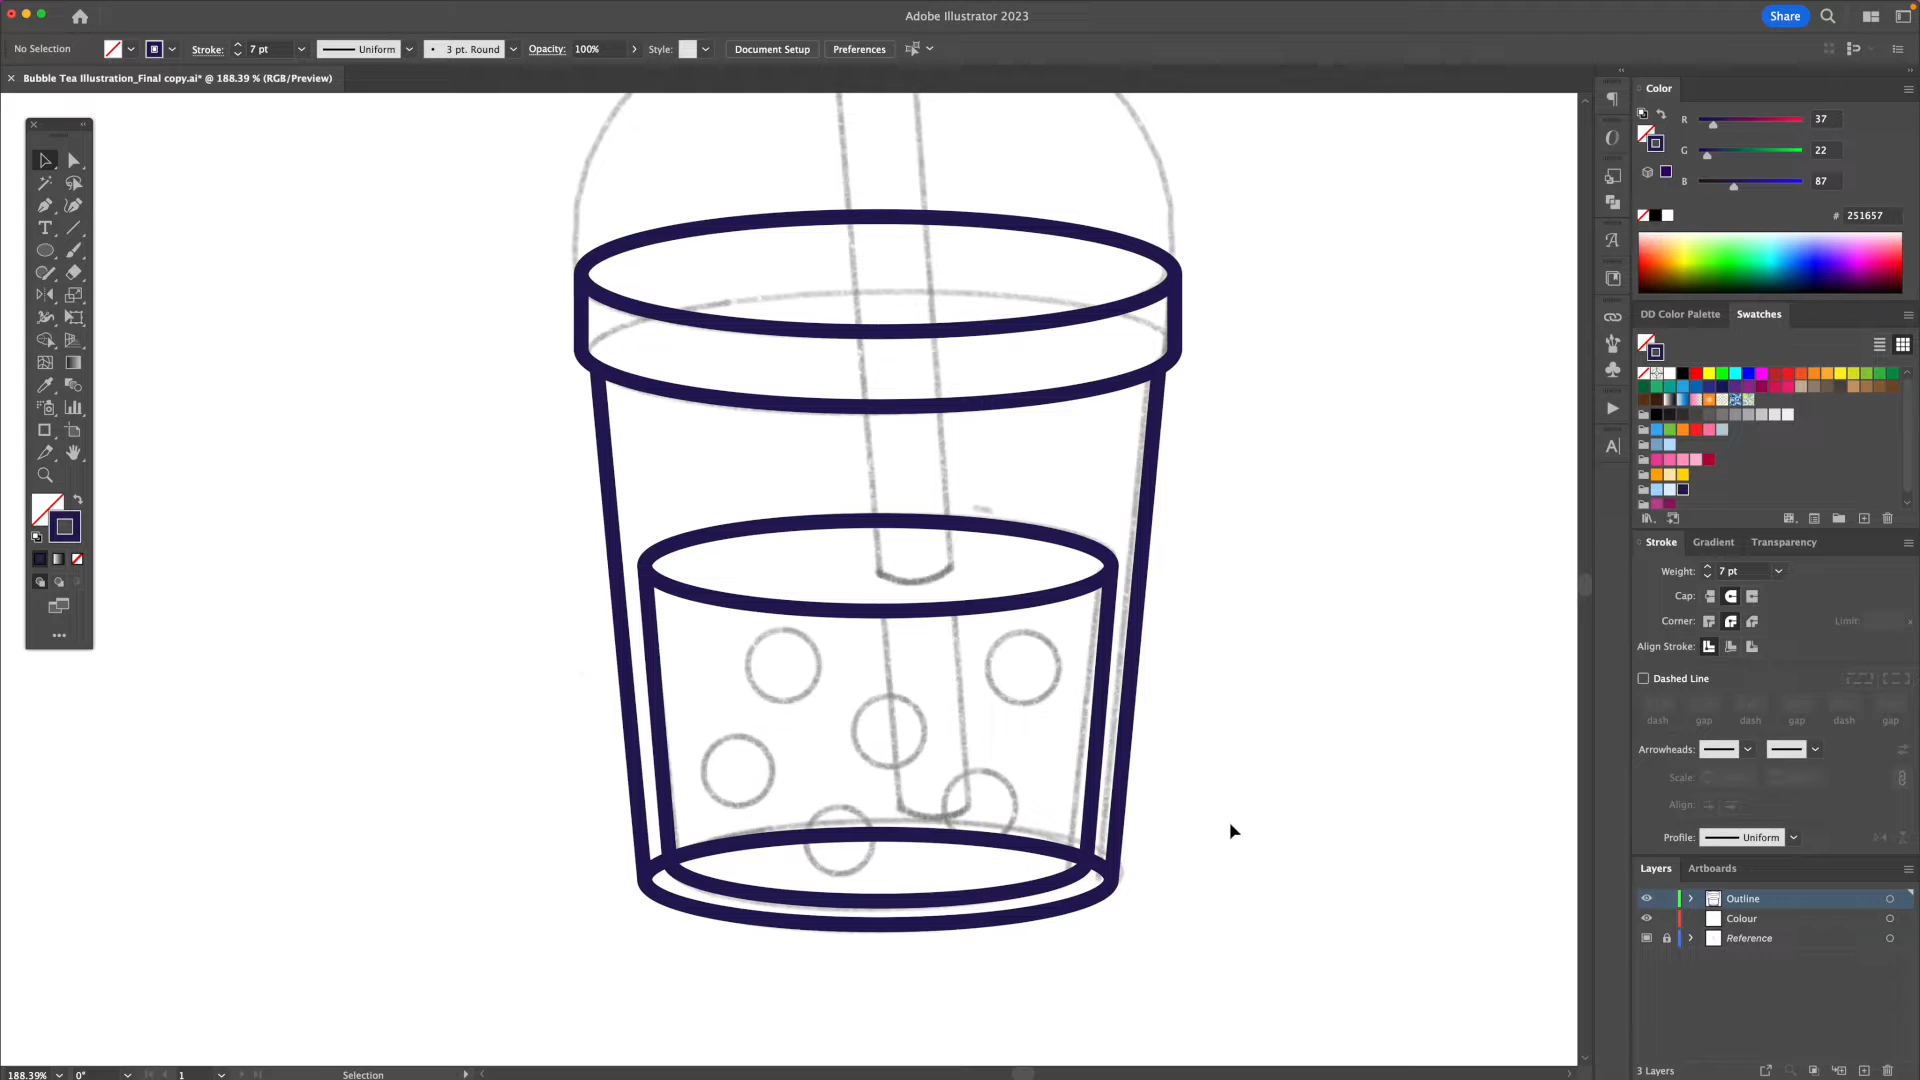 Adobe Illustrator 2023
Share
No Selection
Stroke:
7 pt
Uniform
3 pt. Round
Opacity:
100%
Style:
Document Setup
Preferences
Bubble Tea Illustration_Final copy.ai* @ 188.39 % (RGB/Preview)
Color
R
37
G
22
B
87
#
251657
DD Color Palette
Swatches
Stroke
Gradient
Transparency
Weight:
7 pt
Cap:
Corner:
Limit:
x
Align Stroke:
Dashed Line
dash
gap
dash
gap
dash
gap
Arrowheads:
Scale:
Align:
Profile:
Uniform
Layers
Artboards
Outline
Colour
Reference
3 Layers
188.39%
0°
1
Selection